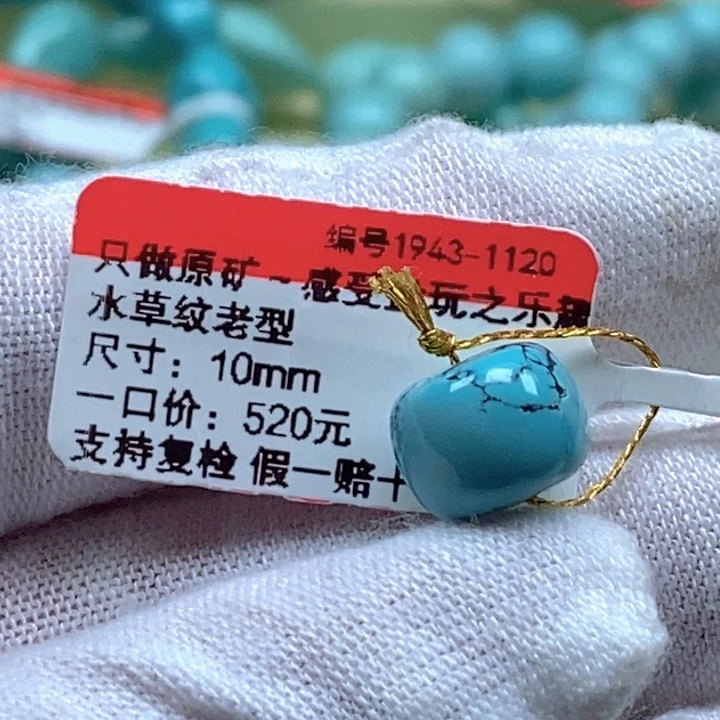 编号1943-1120
只做原矿~感受 玩之乐趣
水草纹老型
尺寸：10mm
一口价：520元
支持复检 假一赔十